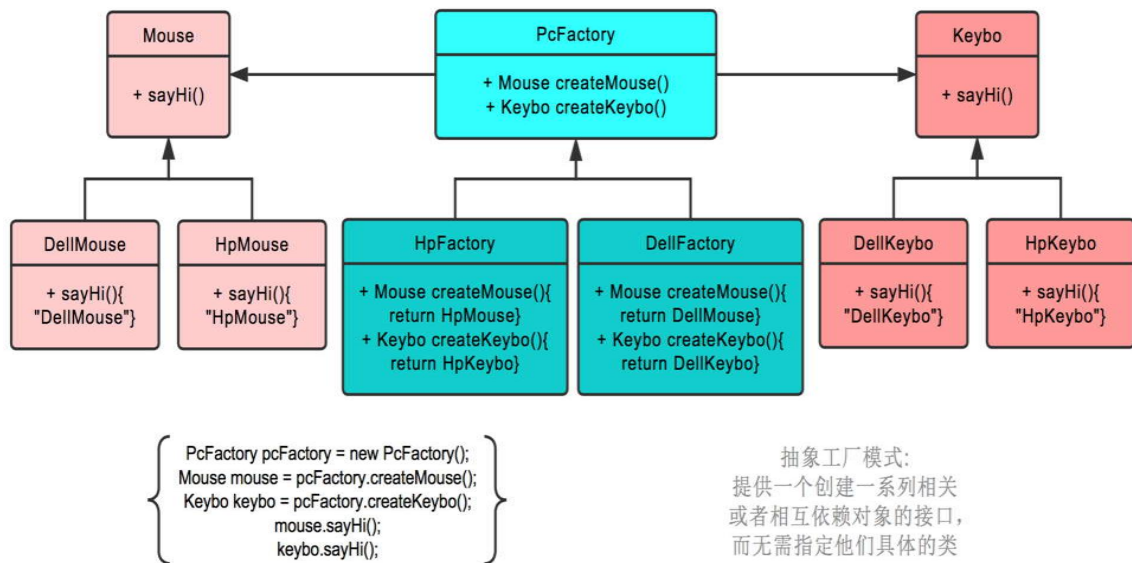 Mouse
+ sayHi()
PcFactory
+ Mouse createMouse()
+ Keybo createKeybo()
Keybo
+ sayHi()
DellMouse
+ sayHi(){
"DellMouse"}
HpMouse
+ sayHi(){
"HpMouse"}
HpFactory
+ Mouse createMouse(){
return HpMouse}
+ Keybo createKeybo(){
return HpKeybo}
DellFactory
+ Mouse createMouse(){
return DellMouse}
+ Keybo createKeybo(){
return DellKeybo}
DellKeybo
+ sayHi(){
"DellKeybo"}
HpKeybo
+ sayHi(){
"HpKeybo"}
PcFactory pcFactory = new PcFactory();
Mouse mouse = pcFactory.createMouse();
Keybo keybo = pcFactory.createKeybo();
mouse.sayHi();
keybo.sayHi();
抽象工厂模式:
提供一个创建一系列相关
或者相互依赖对象的接口，
而无需指定他们具体的类